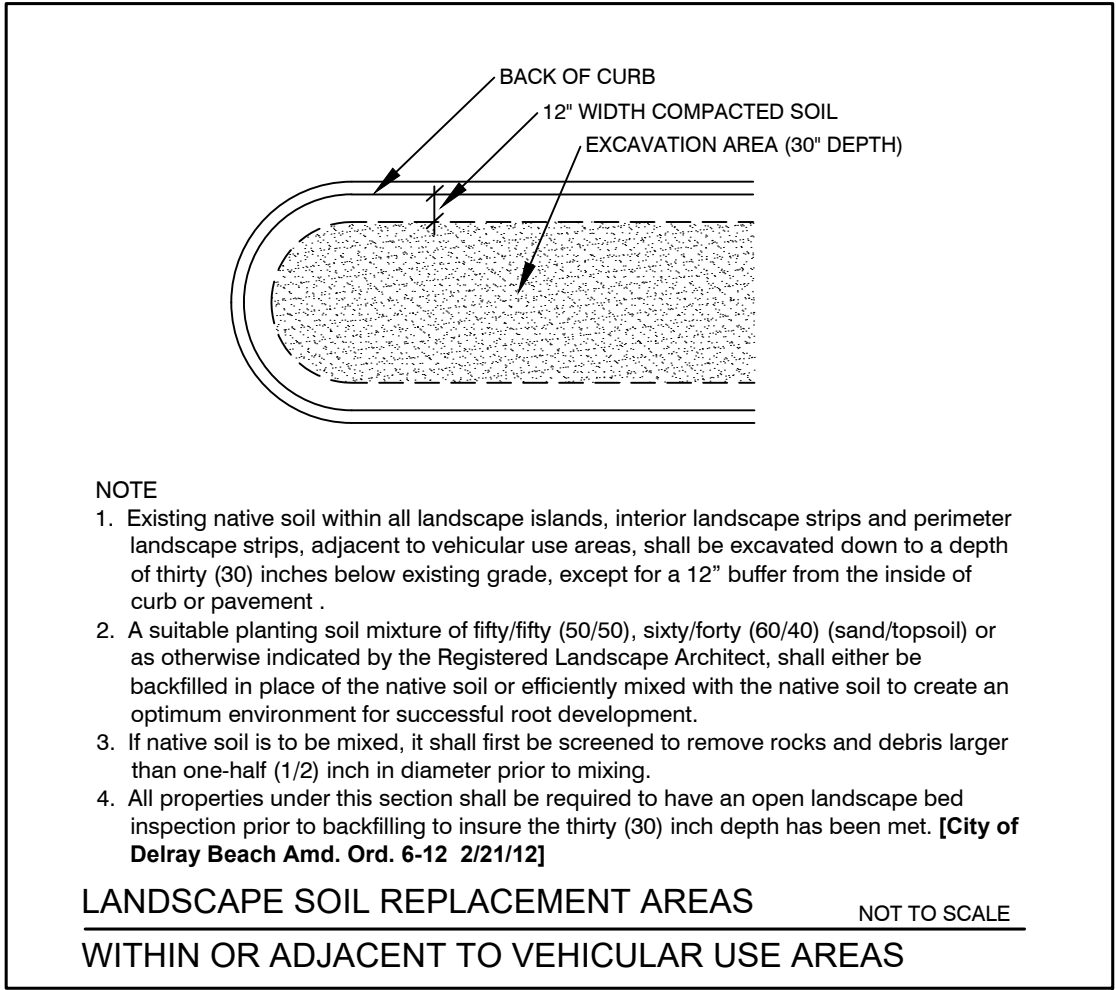 BACK OF CURB
12" WIDTH COMPACTED SOIL
EXCAVATION AREA (30" DEPTH)
NOTE
1. Existing native soil within all landscape islands, interior landscape strips and perimeter
landscape strips, adjacent to vehicular use areas, shall be excavated down to a depth
of thirty (30) inches below existing grade, except for a 12” buffer from the inside of
curb or pavement .
2. A suitable planting soil mixture of fifty/fifty (50/50), sixty/forty (60/40) (sand/topsoil) or
as otherwise indicated by the Registered Landscape Architect, shall either be
backfilled in place of the native soil or efficiently mixed with the native soil to create an
optimum environment for successful root development.
3. If native soil is to be mixed, it shall first be screened to remove rocks and debris larger
than one-half (1/2) inch in diameter prior to mixing.
4. All properties under this section shall be required to have an open landscape bed
inspection prior to backfilling to insure the thirty (30) inch depth has been met. [City of
Delray Beach Amd. Ord. 6-12 2/21/12]
LANDSCAPE SOIL REPLACEMENT AREAS
NOT TO SCALE
WITHIN OR ADJACENT TO VEHICULAR USE AREAS